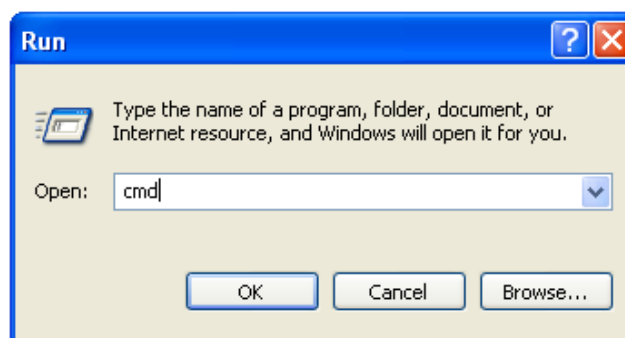 Run
Type the name of a program, folder, document, or
Internet resource, and Windows will open it for you.
Open: cmd
OK Cancel Browse...